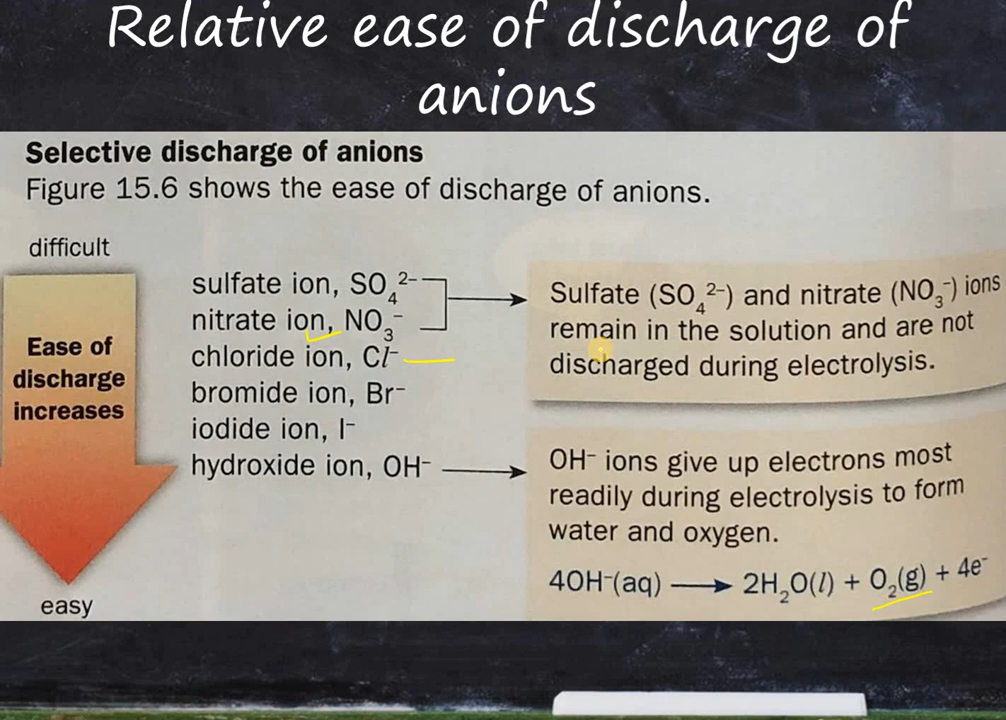 Relative ease of discharge of
anions
Selective discharge of anions
Figure 15.6 shows the ease of discharge of anions.
difficult
Ease of
discharge
increases
easy
sulfate ion, SO₄²⁻
nitrate ion, NO₃⁻
chloride ion, Cl⁻
bromide ion, Br⁻
iodide ion, I⁻
hydroxide ion, OH⁻
Sulfate (SO₄²⁻) and nitrate (NO₃⁻) ions
remain in the solution and are not
discharged during electrolysis.
OH⁻ ions give up electrons most
readily during electrolysis to form
water and oxygen.
4OH⁻(aq) → 2H₂O(l) + O₂(g) + 4e⁻